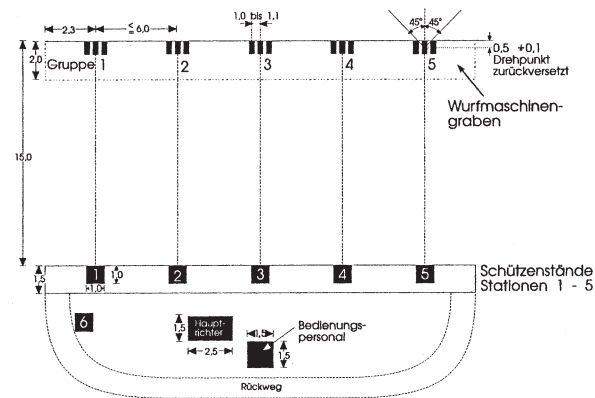 2,3
≤ 6,0
1,0 bis 1,1
45° 45°
2,0
Gruppe 1 2 3 4 5
0,5 +0,1
Drehpunkt
zurückversetzt
Wurfmaschinen-
graben
15,0
1,5
1 2 3 4 5
1,0
1,0
Schützenstände
Stationen 1 - 5
6
1,5
Haupt-
richter
2,5
1,5
1,5
Bedienungs-
personal
Rückweg